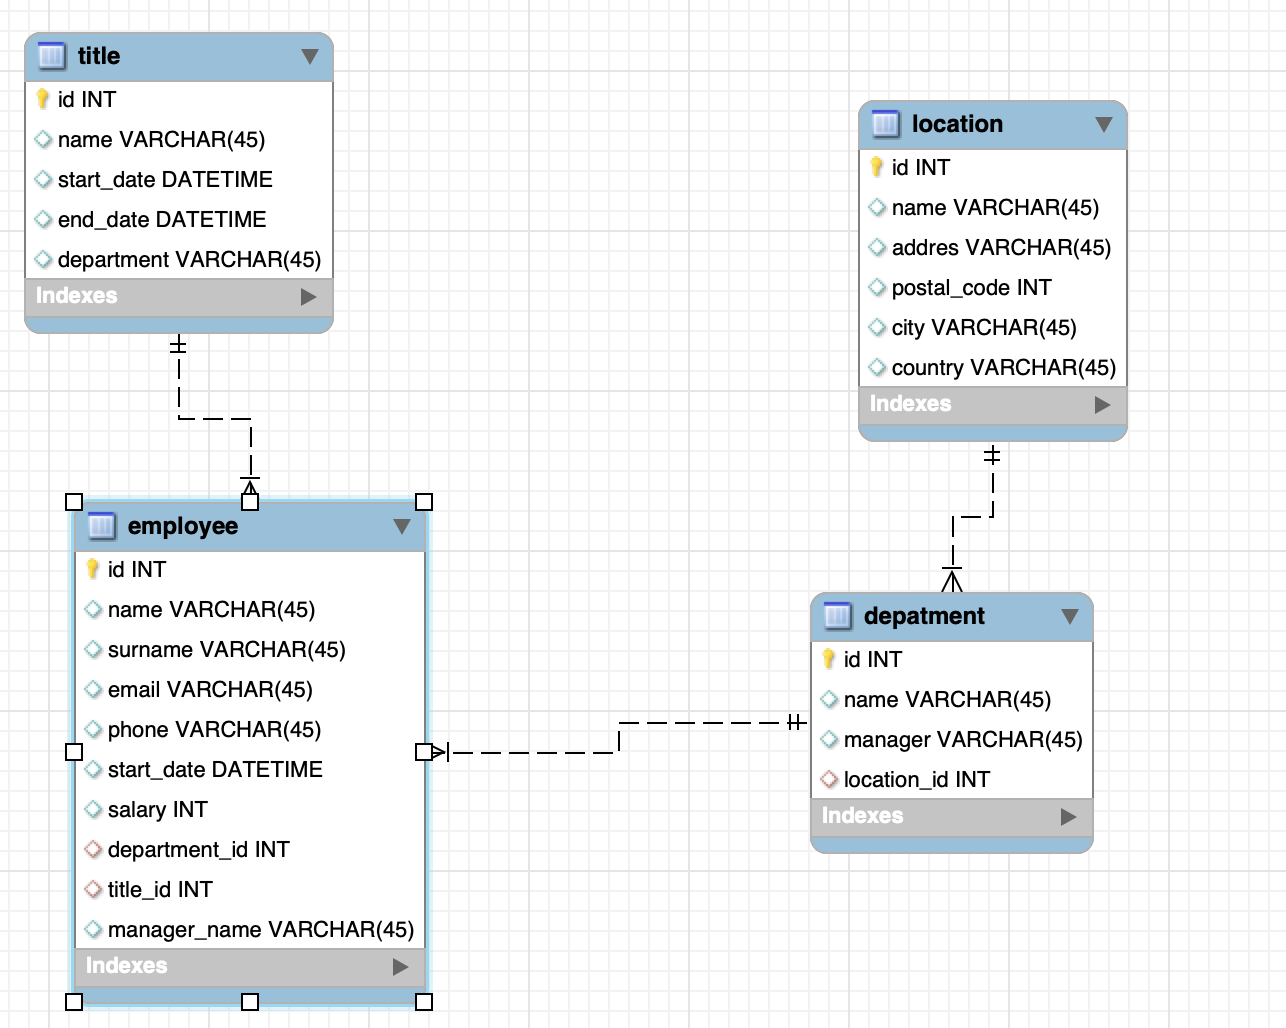 title
id INT
name VARCHAR(45)
start_date DATETIME
end_date DATETIME
department VARCHAR(45)
Indexes
location
id INT
name VARCHAR(45)
addres VARCHAR(45)
postal_code INT
city VARCHAR(45)
country VARCHAR(45)
Indexes
employee
id INT
name VARCHAR(45)
surname VARCHAR(45)
email VARCHAR(45)
phone VARCHAR(45)
start_date DATETIME
salary INT
department_id INT
title_id INT
manager_name VARCHAR(45)
Indexes
depatment
id INT
name VARCHAR(45)
manager VARCHAR(45)
location_id INT
Indexes